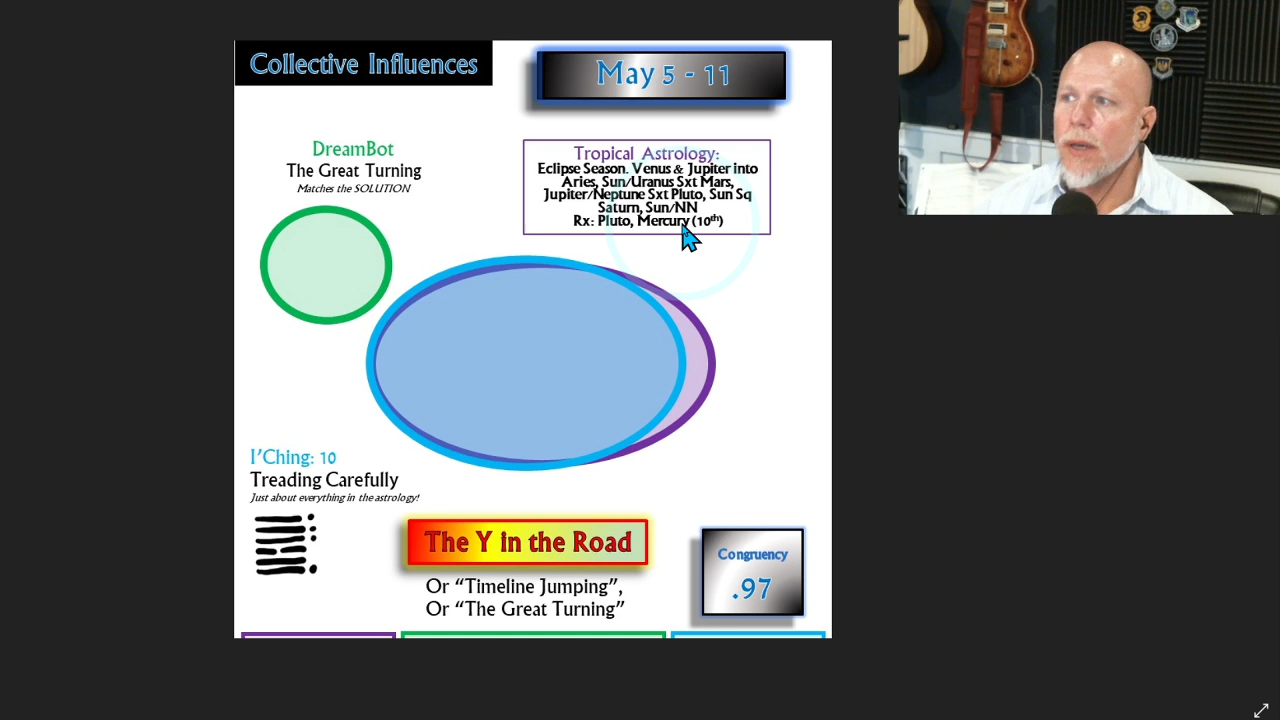 Collective Influences
May 5 - 11
DreamBot
The Great Turning
Matches the SOLUTION
Tropical Astrology:
Eclipse Season. Venus & Jupiter into
Aries, Sun/Uranus Sxt Mars,
Jupiter/Neptune Sxt Pluto, Sun Sq
Saturn, Sun/NN
Rx: Pluto, Mercury (10th)
I'Ching: 10
Treading Carefully
Just about everything in the astrology!
The Y in the Road
Or “Timeline Jumping”,
Or “The Great Turning”
Congruency
.97